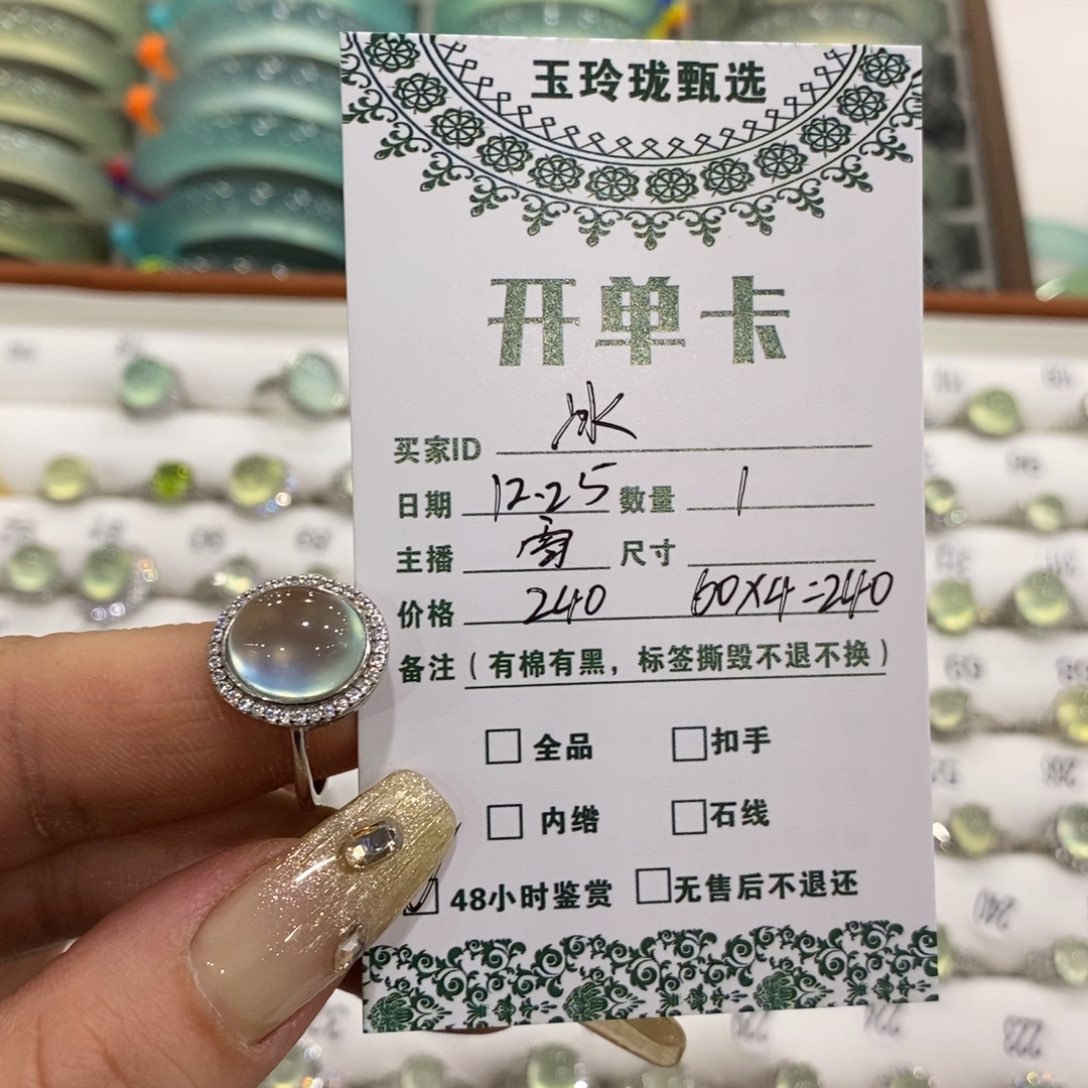 玉玲珑甄选
开单卡
买家ID 冰
日期 12.25 数量 1
主播 尺寸
价格 240 60×4=240
备注（有棉有黑，标签撕毁不退不换）
全品 扣手
内绺 石线
48小时鉴赏 无售后不退还